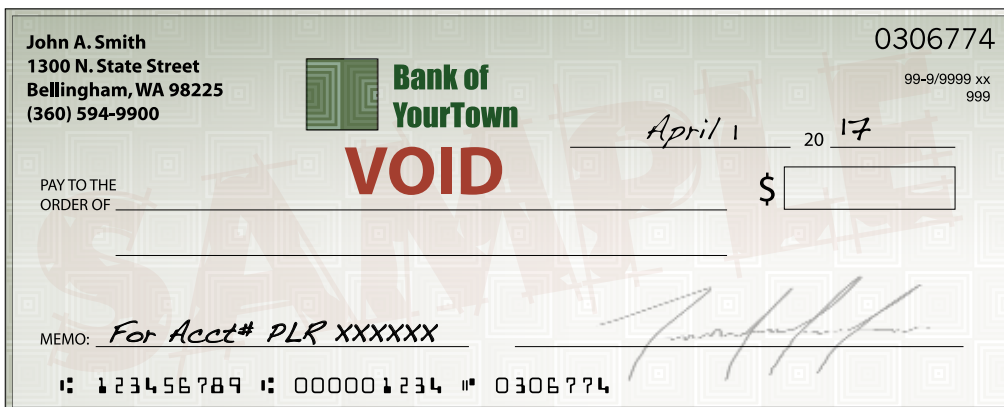 John A. Smith
1300 N. State Street
Bellingham, WA 98225
(360) 594-9900
Bank of
YourTown
VOID
0306774
99-9/9999 xx
999
April 1 20 17
PAY TO THE
ORDER OF
$
SAMPLE
MEMO: For Acct# PLR XXXXXX
⑆ 123456789 ⑆ 000001234 ⑈ 0306774